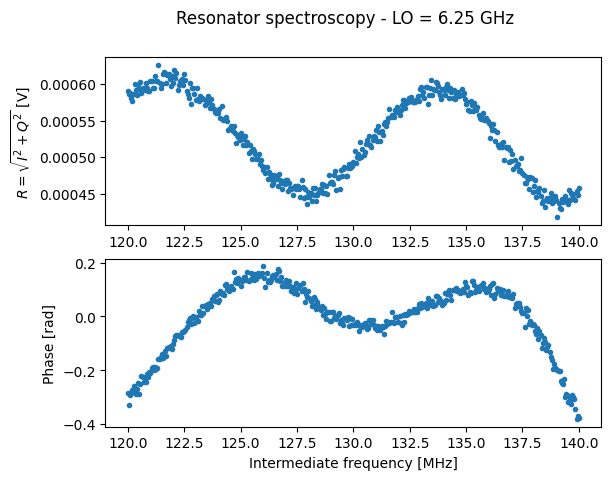 Resonator spectroscopy - LO = 6.25 GHz
R = √I² + Q² [V]
0.00060
0.00055
0.00050
0.00045
120.0 122.5 125.0 127.5 130.0 132.5 135.0 137.5 140.0
Phase [rad]
0.2
0.0
−0.2
−0.4
120.0 122.5 125.0 127.5 130.0 132.5 135.0 137.5 140.0
Intermediate frequency [MHz]